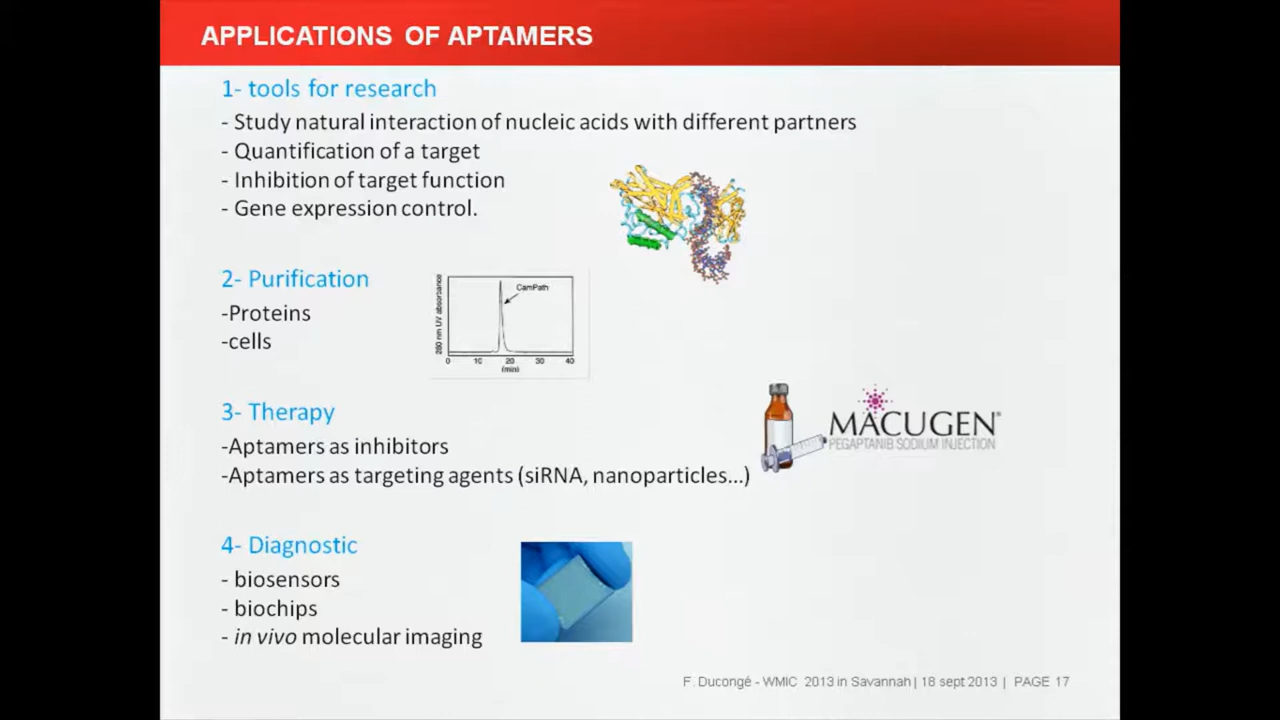 APPLICATIONS OF APTAMERS
1- tools for research
- Study natural interaction of nucleic acids with different partners
- Quantification of a target
- Inhibition of target function
- Gene expression control.
2- Purification
-Proteins
-cells
280 nm UV absorbance
CamPath
0 10 20 30 40
(min)
3- Therapy
-Aptamers as inhibitors
-Aptamers as targeting agents (siRNA, nanoparticles...)
MACUGEN®
PEGAPTANIB SODIUM INJECTION
4- Diagnostic
- biosensors
- biochips
- in vivo molecular imaging
F. Ducongé - WMIC 2013 in Savannah | 18 sept 2013 | PAGE 17